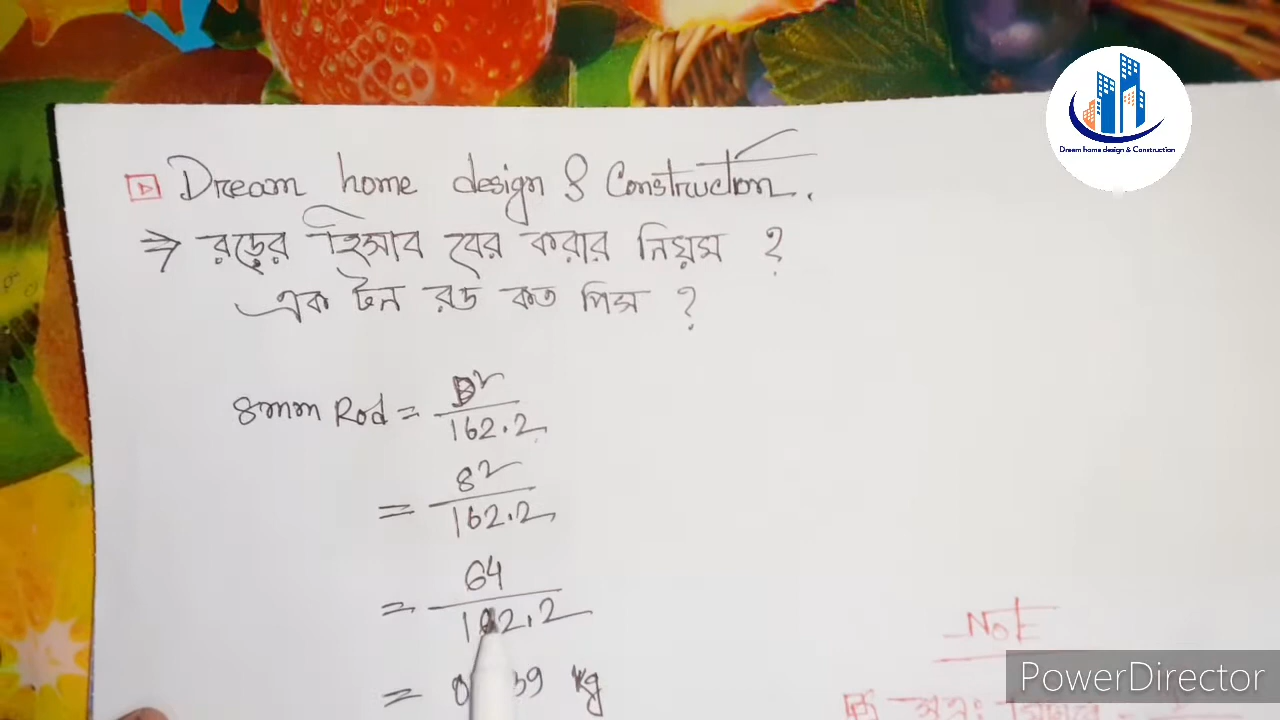 Dream home design & Construction
Dream home design & Construction.
⇒ রডের হিসাব বের করার নিয়ম ?
এক টন রড কত পিস ?
8mm Rod = D²/162.2
= 8²/162.2
= 64/162.2
= 39 kg
NOTE
PowerDirector